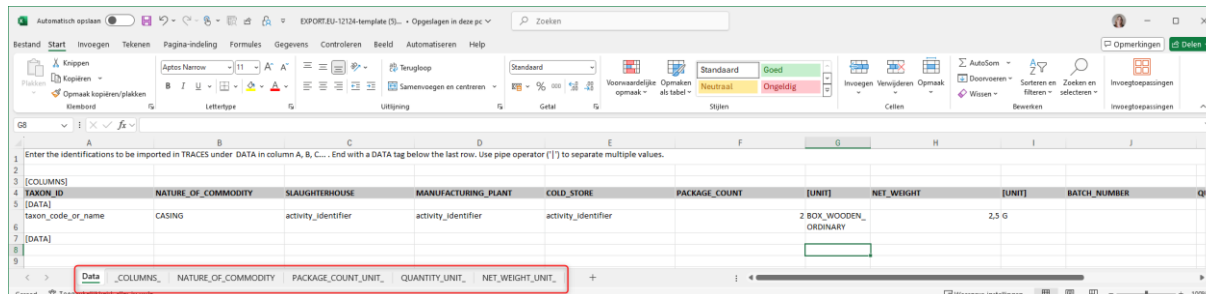 Automatisch opslaan EXPORT.EU-12124-template (5)... • Opgeslagen in deze pc Zoeken
Bestand Start Invoegen Tekenen Pagina-indeling Formules Gegevens Controleren Beeld Automatiseren Help Opmerkingen Delen
Plakken Knippen Kopiëren Opmaak kopiëren/plakken
Aptos Narrow 11 A A
B I U A
Terugloop
Samenvoegen en centreren
Standaard
% 000
Voorwaardelijke opmaak Opmaken als tabel
Standaard Goed
Neutraal Ongeldig
Invoegen Verwijderen Opmaak
AutoSom
Doorvoeren
Wissen
Sorteren en filteren Zoeken en selecteren
Invoegtoepassingen
Klembord Lettertype Uitlijning Getal Stijlen Cellen Bewerken Invoegtoepassingen
G8 fx
A B C D E F G H I J
1 Enter the identifications to be imported in TRACES under DATA in column A, B, C... . End with a DATA tag below the last row. Use pipe operator ('|') to separate multiple values.
2
3 [COLUMNS]
4 TAXON_ID NATURE_OF_COMMODITY SLAUGHTERHOUSE MANUFACTURING_PLANT COLD_STORE PACKAGE_COUNT [UNIT] NET_WEIGHT [UNIT] BATCH_NUMBER
5 [DATA]
6 taxon_code_or_name CASING activity_identifier activity_identifier activity_identifier 2 BOX_WOODEN_ORDINARY 2,5 G
7 [DATA]
8
9
Data _COLUMNS_ NATURE_OF_COMMODITY PACKAGE_COUNT_UNIT_ QUANTITY_UNIT_ NET_WEIGHT_UNIT_ +